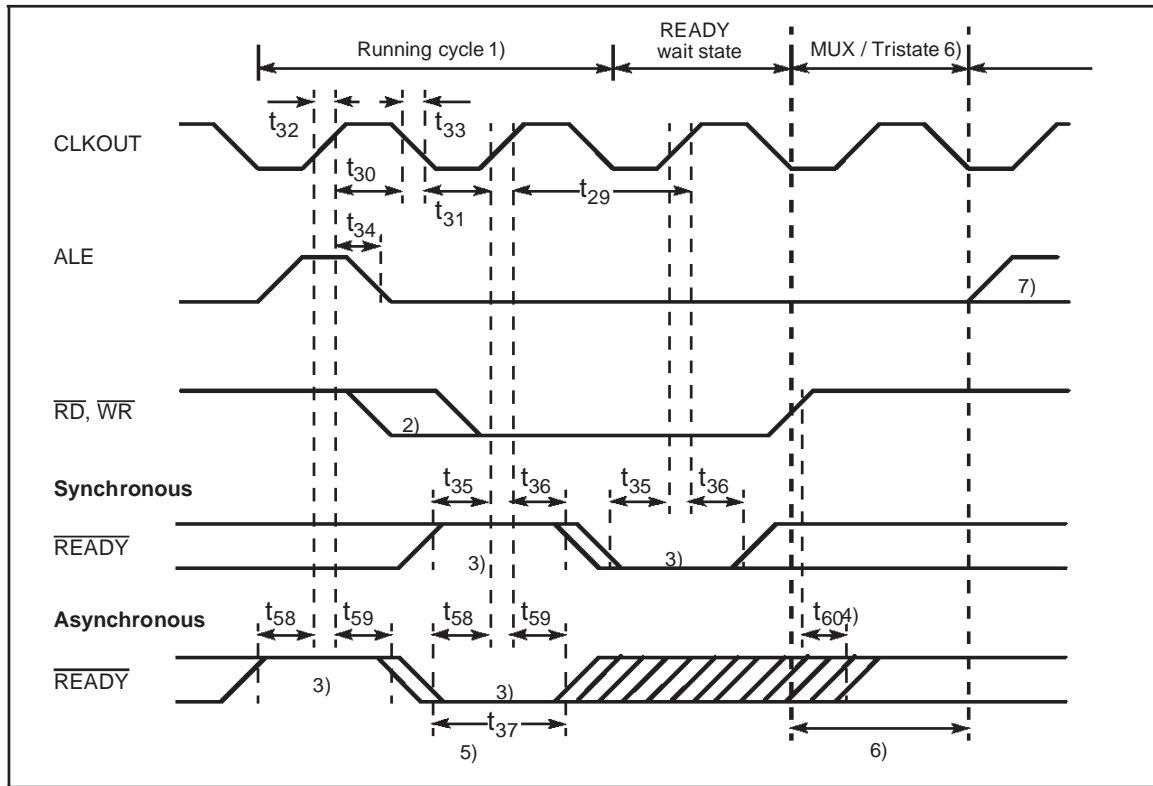 Running cycle 1)
READY
wait state
MUX / Tristate 6)
CLKOUT
t32
t33
t30
t31
t29
ALE
t34
7)
RD, WR
2)
Synchronous
t35
t36
t35
t36
READY
3)
3)
Asynchronous
t58
t59
t58
t59
t604)
READY
3)
3)
t37
5)
6)